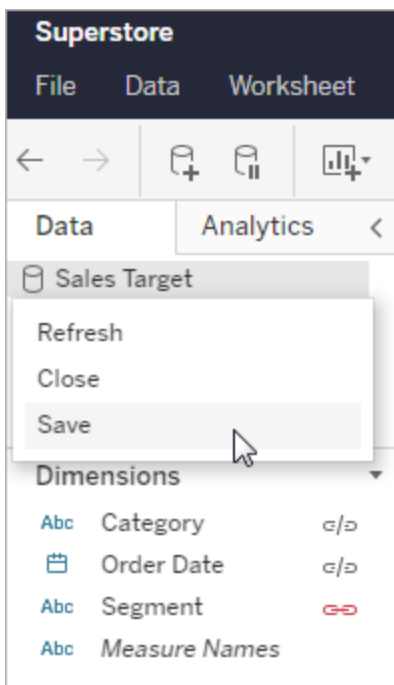 Superstore
File Data Worksheet
Data Analytics
Sales Target
Refresh
Close
Save
Dimensions
Abc Category
Order Date
Abc Segment
Abc Measure Names